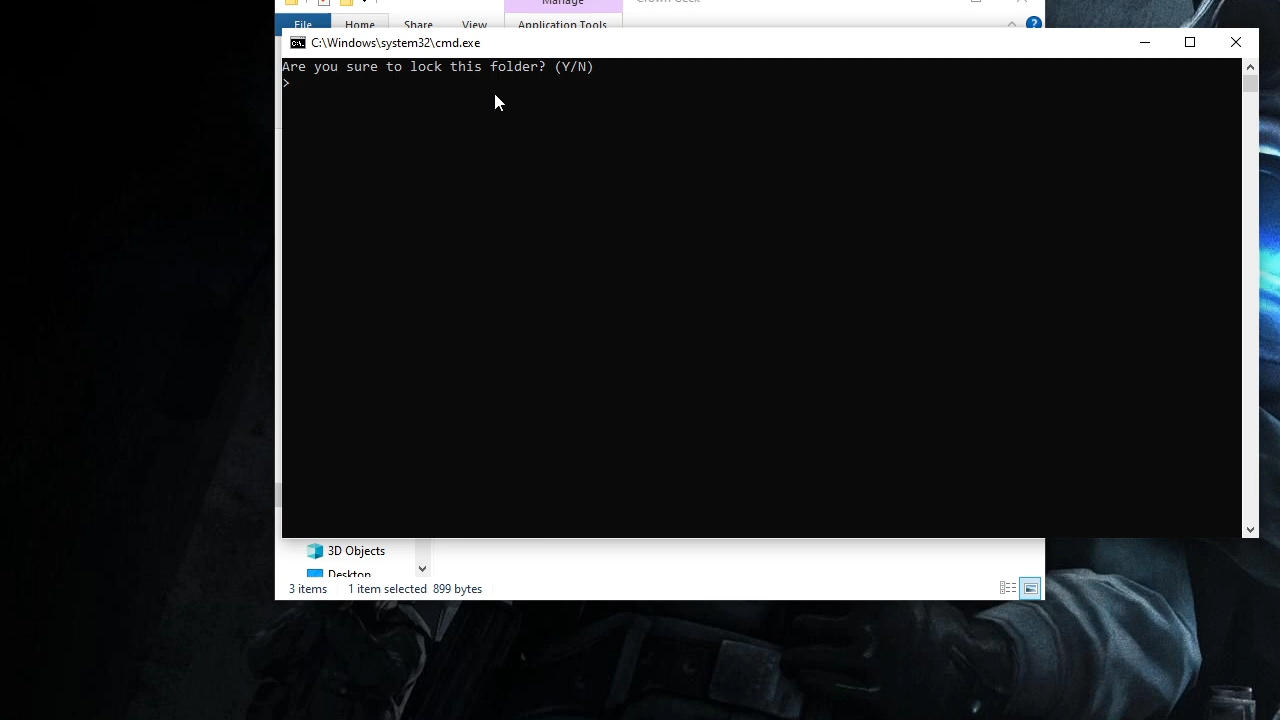 Manage
File Home Share View Application Tools
C:\Windows\system32\cmd.exe
Are you sure to lock this folder? (Y/N)
>
3D Objects
Desktop
3 items 1 item selected 899 bytes